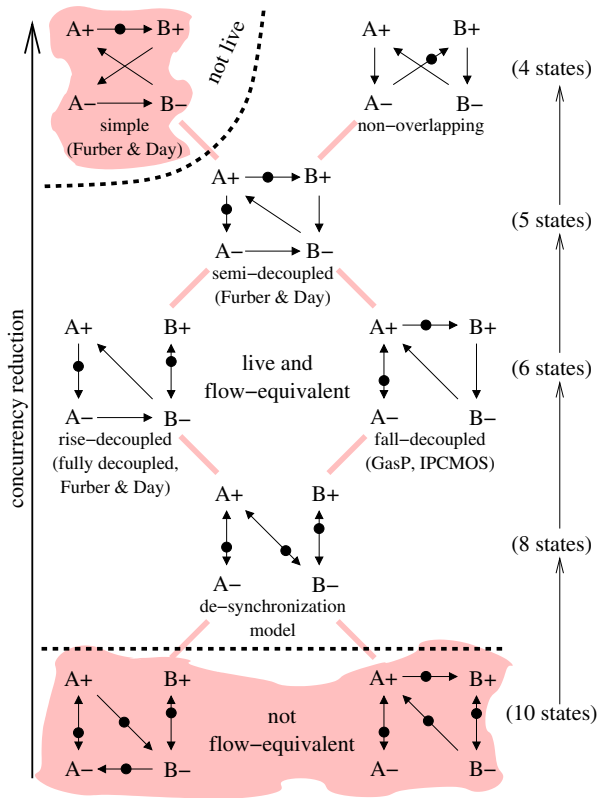 A+ B+
A− B−
simple
(Furber & Day)
not live
A+ B+
A− B−
non−overlapping
(4 states)
A+ B+
A− B−
semi−decoupled
(Furber & Day)
(5 states)
concurrency reduction
A+ B+
A− B−
rise−decoupled
(fully decoupled,
Furber & Day)
live and
flow−equivalent
A+ B+
A− B−
fall−decoupled
(GasP, IPCMOS)
(6 states)
A+ B+
A− B−
de−synchronization
model
(8 states)
A+ B+
A− B−
not
flow−equivalent
A+ B+
A− B−
(10 states)